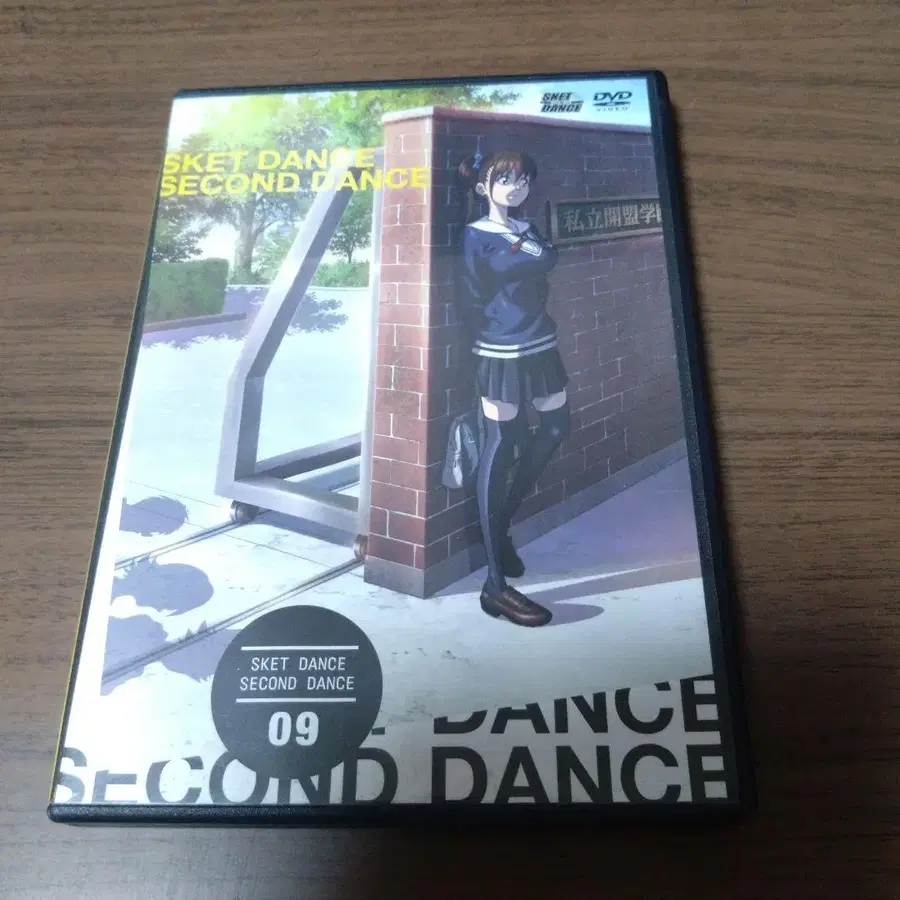 SKET
DANCE
DVD
VIDEO
SKET DANCE
SECOND DANCE
私立開盟学
SKET DANCE
SECOND DANCE
09
DANCE
SECOND DANCE